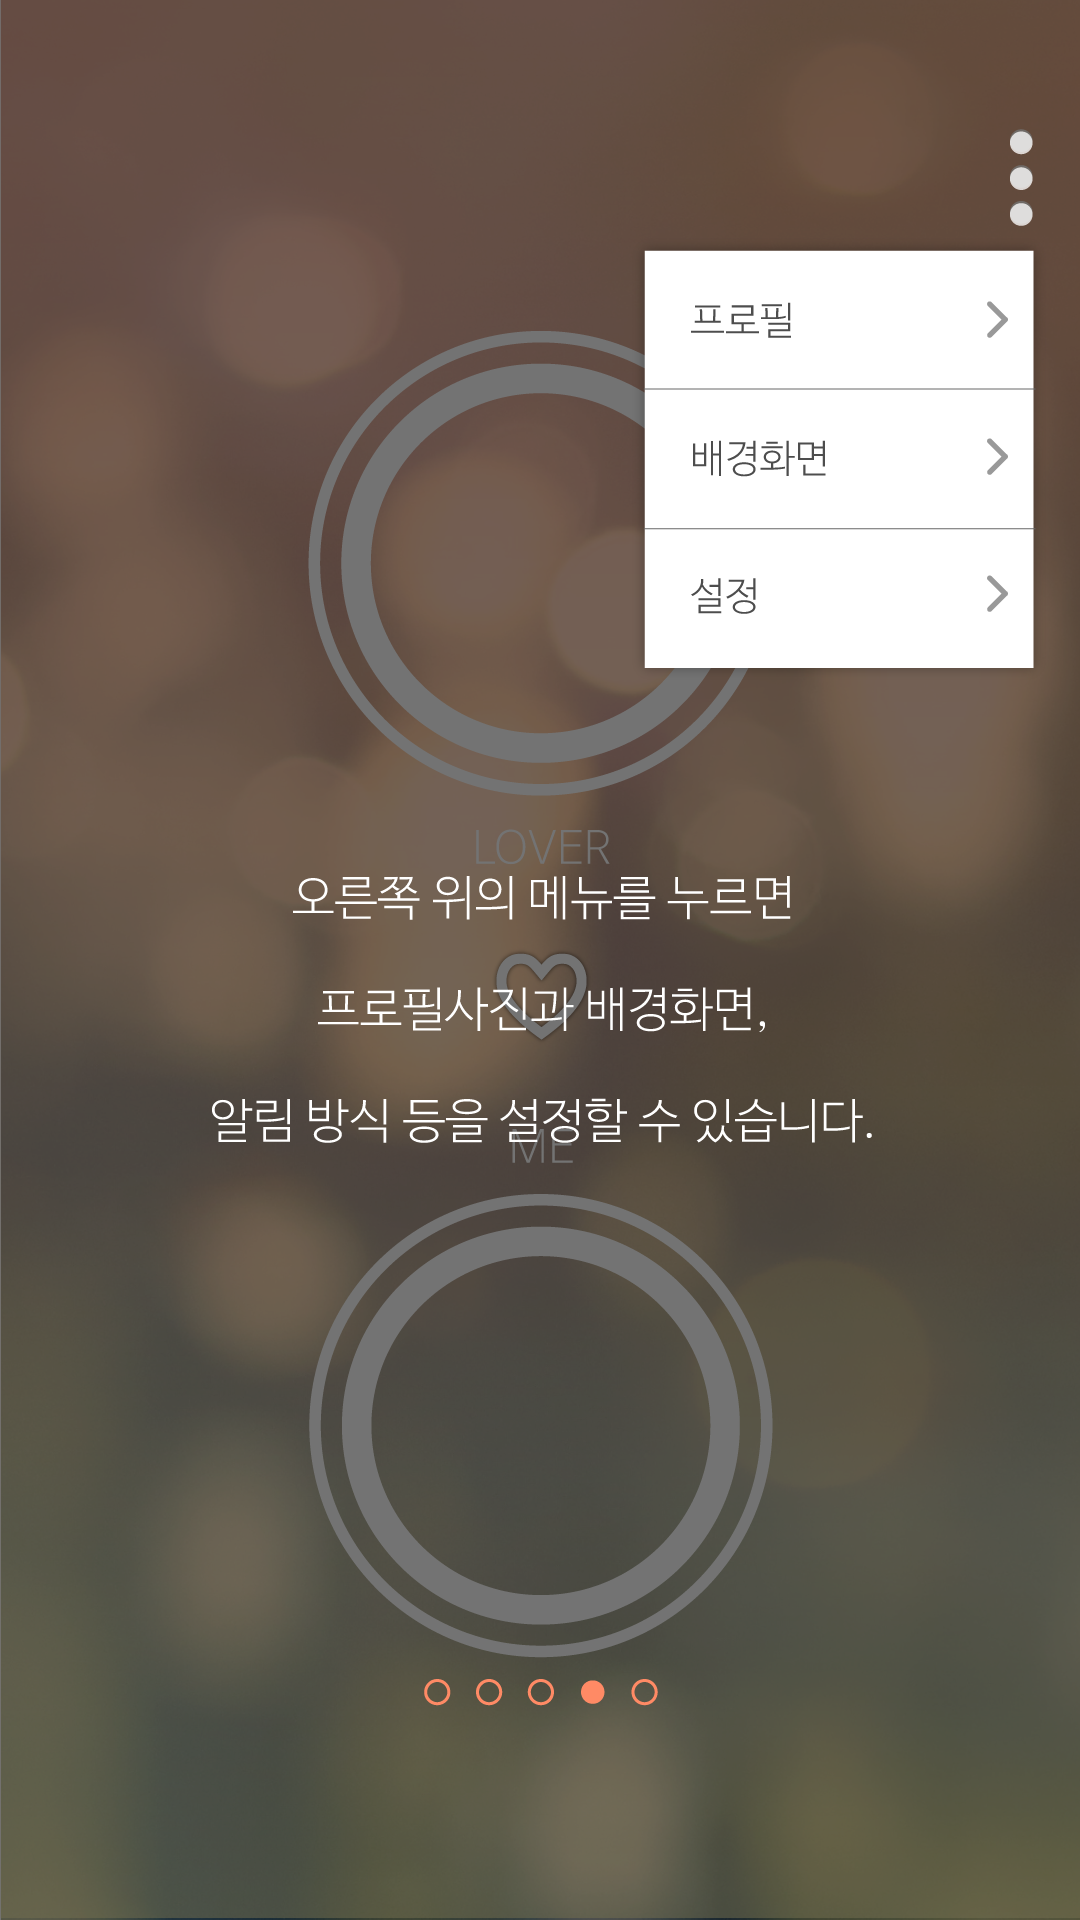 프로필
배경화면
설정
LOVER
오른쪽 위의 메뉴를 누르면
프로필사진과 배경화면,
알림 방식 등을 설정할 수 있습니다.
ME